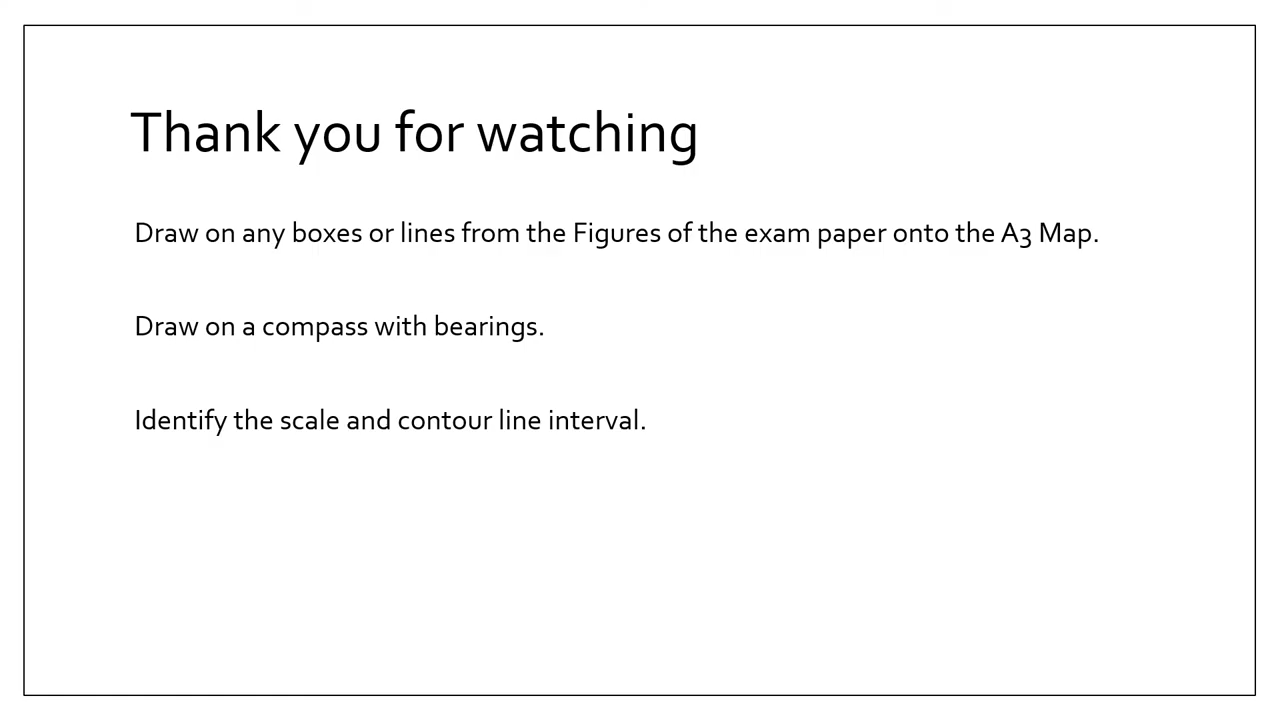 Thank you for watching
Draw on any boxes or lines from the Figures of the exam paper onto the A3 Map.
Draw on a compass with bearings.
Identify the scale and contour line interval.